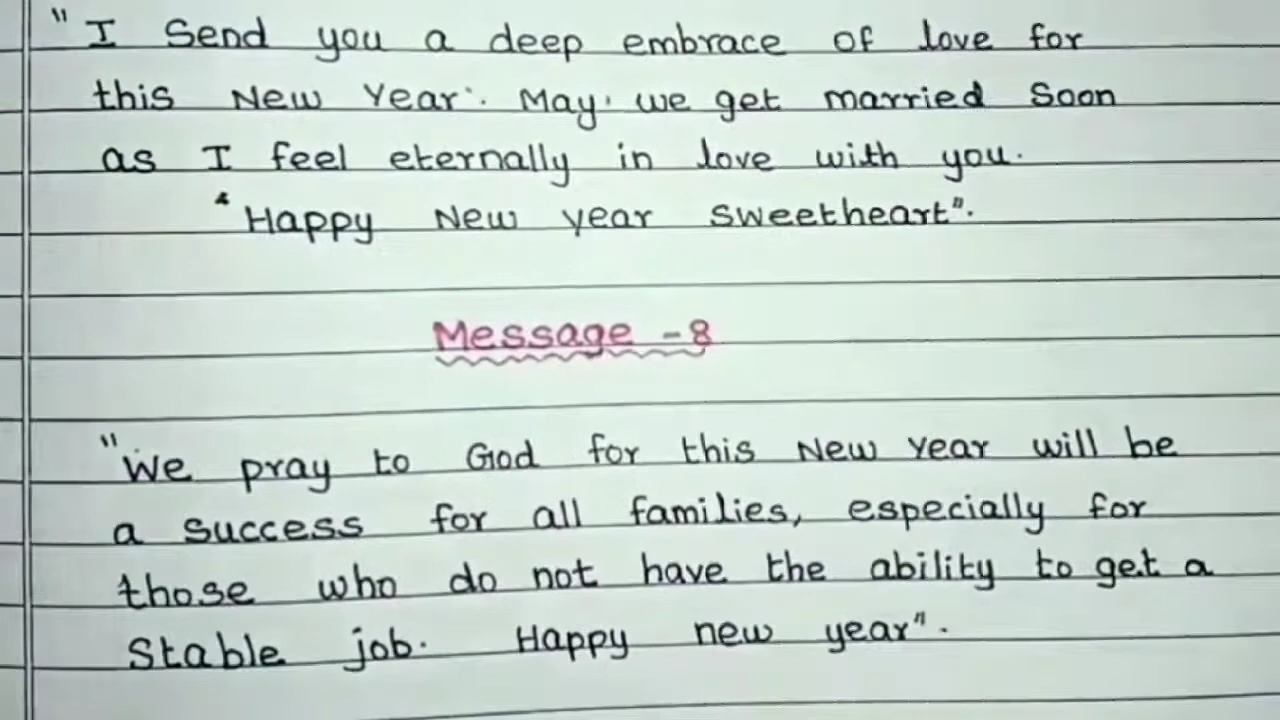 "I Send you a deep embrace of love for
this New Year. May we get married Soon
as I feel eternally in love with you.
"Happy New year sweetheart".
Message -8
"We pray to God for this New Year will be
a success for all families, especially for
those who do not have the ability to get a
Stable job. Happy new year".